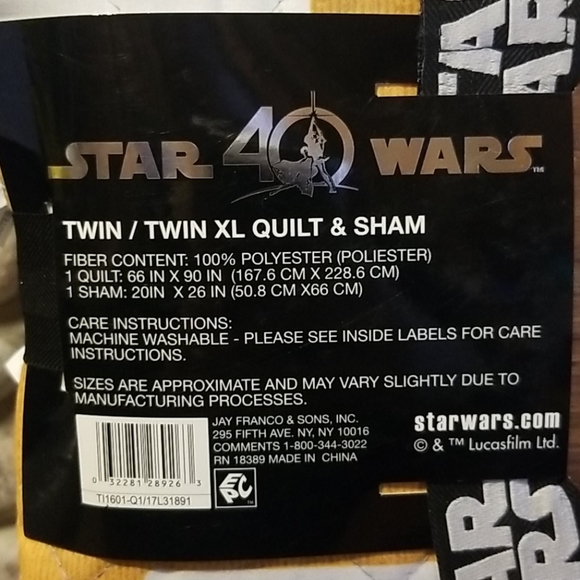 STAR 40 WARS™
TWIN / TWIN XL QUILT & SHAM
FIBER CONTENT: 100% POLYESTER (POLIESTER)
1 QUILT: 66 IN X 90 IN (167.6 CM X 228.6 CM)
1 SHAM: 20IN X 26 IN (50.8 CM X66 CM)
CARE INSTRUCTIONS:
MACHINE WASHABLE - PLEASE SEE INSIDE LABELS FOR CARE
INSTRUCTIONS.
SIZES ARE APPROXIMATE AND MAY VARY SLIGHTLY DUE TO
MANUFACTURING PROCESSES.
JAY FRANCO & SONS, INC.
295 FIFTH AVE. NY, NY 10016
COMMENTS 1-800-344-3022
RN 18389 MADE IN CHINA
0 32281 28926 3
TI1601-Q1/17L31891
EPC
starwars.com
© & ™ Lucasfilm Ltd.